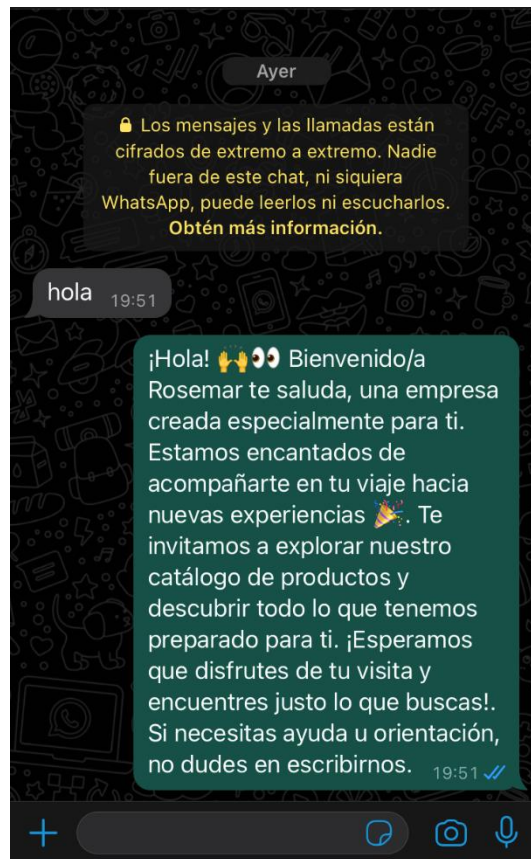 Ayer
🔒 Los mensajes y las llamadas están
cifrados de extremo a extremo. Nadie
fuera de este chat, ni siquiera
WhatsApp, puede leerlos ni escucharlos.
Obtén más información.
hola 19:51
¡Hola! 🙌👀 Bienvenido/a
Rosemar te saluda, una empresa
creada especialmente para ti.
Estamos encantados de
acompañarte en tu viaje hacia
nuevas experiencias 🎉. Te
invitamos a explorar nuestro
catálogo de productos y
descubrir todo lo que tenemos
preparado para ti. ¡Esperamos
que disfrutes de tu visita y
encuentres justo lo que buscas!.
Si necesitas ayuda u orientación,
no dudes en escribirnos. 19:51